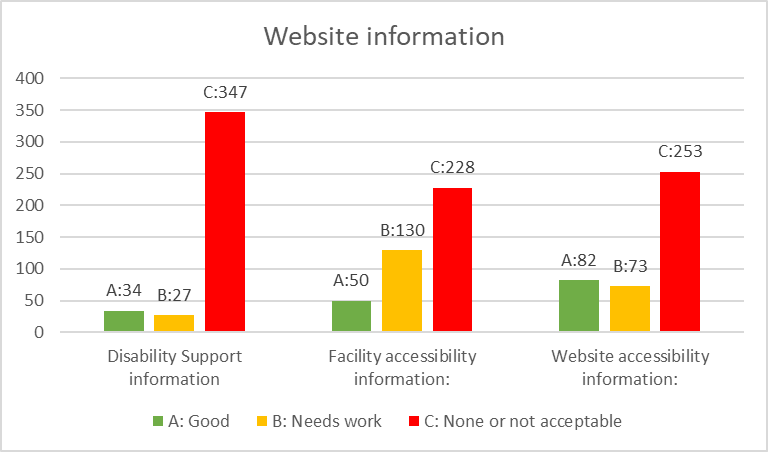 Website information
400
350
300
250
200
150
100
50
0
A:34
B:27
C:347
A:50
B:130
C:228
A:82
B:73
C:253
Disability Support
information
Facility accessibility
information:
Website accessibility
information:
A: Good
B: Needs work
C: None or not acceptable